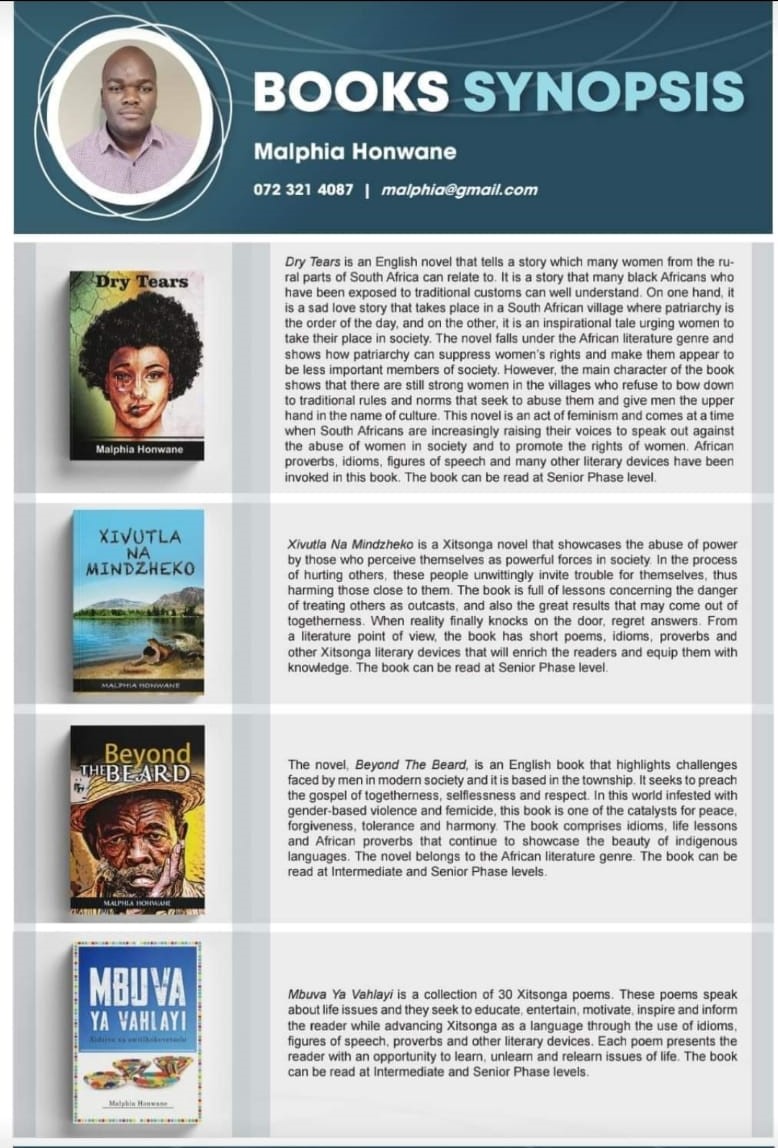 BOOKS SYNOPSIS
Malphia Honwane
072 321 4087 | malphia@gmail.com
Dry Tears
Malphia Honwane
Dry Tears is an English novel that tells a story which many women from the ru-
ral parts of South Africa can relate to. It is a story that many black Africans who
have been exposed to traditional customs can well understand. On one hand, it
is a sad love story that takes place in a South African village where patriarchy is
the order of the day, and on the other, it is an inspirational tale urging women to
take their place in society. The novel falls under the African literature genre and
shows how patriarchy can suppress women's rights and make them appear to
be less important members of society. However, the main character of the book
shows that there are still strong women in the villages who refuse to bow down
to traditional rules and norms that seek to abuse them and give men the upper
hand in the name of culture. This novel is an act of feminism and comes at a time
when South Africans are increasingly raising their voices to speak out against
the abuse of women in society and to promote the rights of women. African
proverbs, idioms, figures of speech and many other literary devices have been
invoked in this book. The book can be read at Senior Phase level.
XIVUTLA
NA
MINDZHEKO
MALPHIA HONWANE
Xivutla Na Mindzheko is a Xitsonga novel that showcases the abuse of power
by those who perceive themselves as powerful forces in society. In the process
of hurting others, these people unwittingly invite trouble for themselves, thus
harming those close to them. The book is full of lessons concerning the danger
of treating others as outcasts, and also the great results that may come out of
togetherness. When reality finally knocks on the door, regret answers. From
a literature point of view, the book has short poems, idioms, proverbs and
other Xitsonga literary devices that will enrich the readers and equip them with
knowledge. The book can be read at Senior Phase level.
Beyond
THE BEARD
MALPHIA HONWANE
The novel, Beyond The Beard, is an English book that highlights challenges
faced by men in modern society and it is based in the township. It seeks to preach
the gospel of togetherness, selflessness and respect. In this world infested with
gender-based violence and femicide, this book is one of the catalysts for peace,
forgiveness, tolerance and harmony. The book comprises idioms, life lessons
and African proverbs that continue to showcase the beauty of indigenous
languages. The novel belongs to the African literature genre. The book can be
read at Intermediate and Senior Phase levels.
MBUVA
YA VAHLAYI
Malphia Honwane
Mbuva Ya Vahlayi is a collection of 30 Xitsonga poems. These poems speak
about life issues and they seek to educate, entertain, motivate, inspire and inform
the reader while advancing Xitsonga as a language through the use of idioms,
figures of speech, proverbs and other literary devices. Each poem presents the
reader with an opportunity to learn, unlearn and relearn issues of life. The book
can be read at Intermediate and Senior Phase levels.